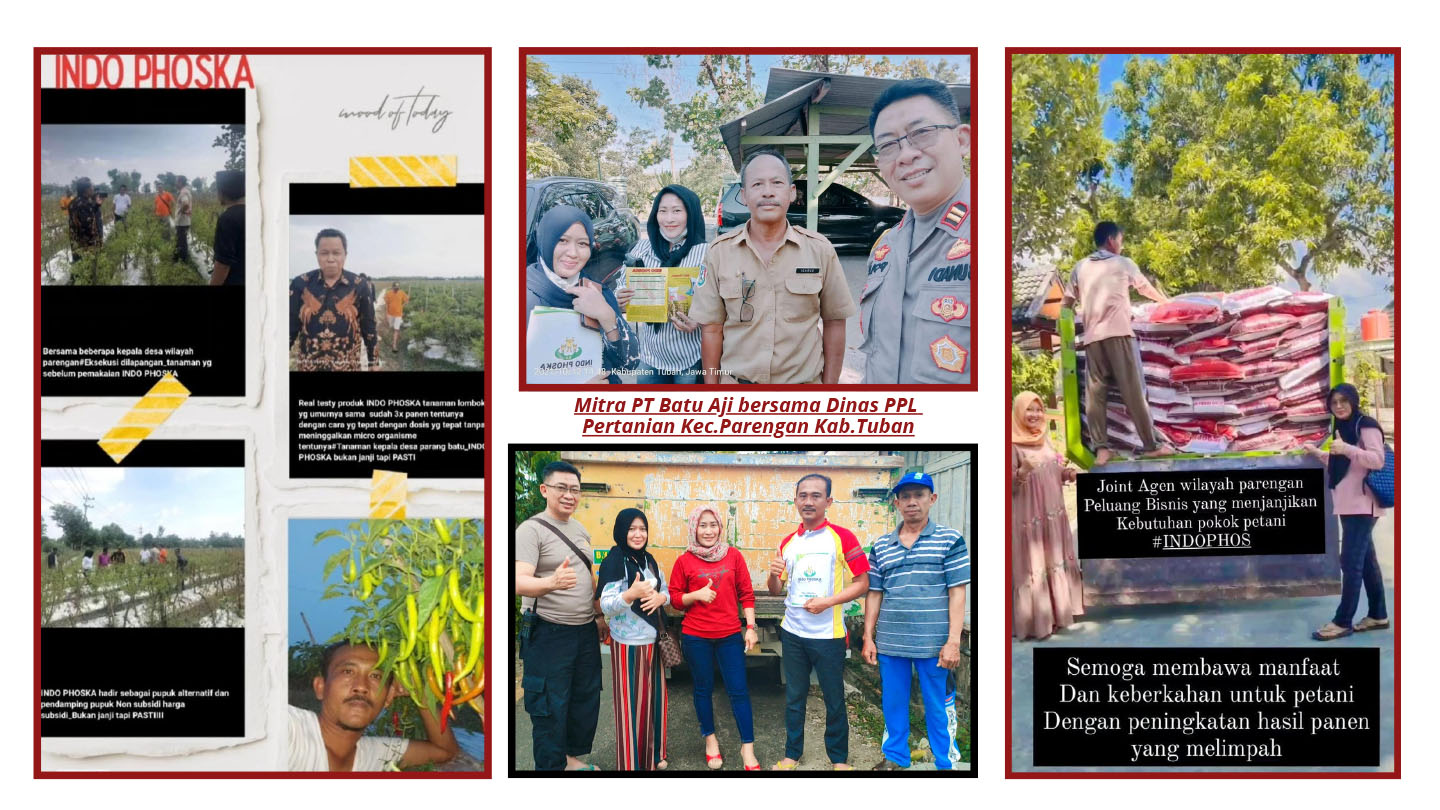 INDO PHOSKA
mood of today
Bersama beberapa kepala desa wilayah
parengan#Eksekusi dilapangan_tanaman yg
sebelum pemakaian INDO PHOSKA
Real testy produk INDO PHOSKA tanaman lombok
yg umurnya sama sudah 3x panen tentunya
dengan cara yg tepat dengan dosis yg tepat tanpa
meninggalkan micro organisme
tentunya#Tanaman kepala desa parang batu_INDO
PHOSKA bukan janji tapi PASTI
INDO PHOSKA hadir sebagai pupuk alternatif dan
pendamping pupuk Non subsidi harga
subsidi_Bukan janji tapi PASTI!!!
INDO PHOSKA
Kabupaten Tuban, Jawa Timur
Mitra PT Batu Aji bersama Dinas PPL
Pertanian Kec.Parengan Kab.Tuban
INDO PHOSKA
Joint Agen wilayah parengan
Peluang Bisnis yang menjanjikan
Kebutuhan pokok petani
#INDOPHOS
Semoga membawa manfaat
Dan keberkahan untuk petani
Dengan peningkatan hasil panen
yang melimpah